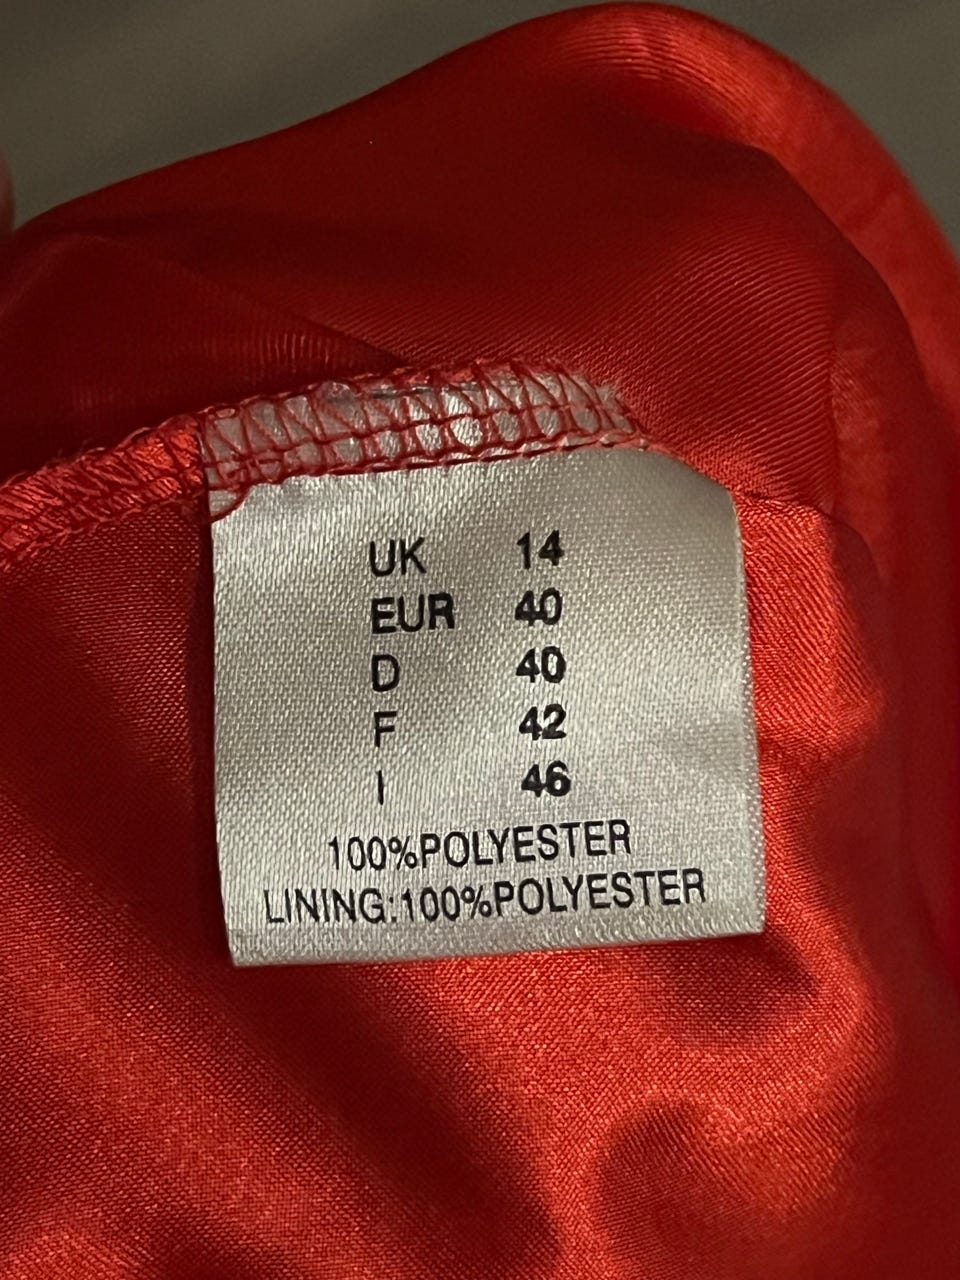 UK 14
EUR 40
D 40
F 42
I 46
100%POLYESTER
LINING:100%POLYESTER